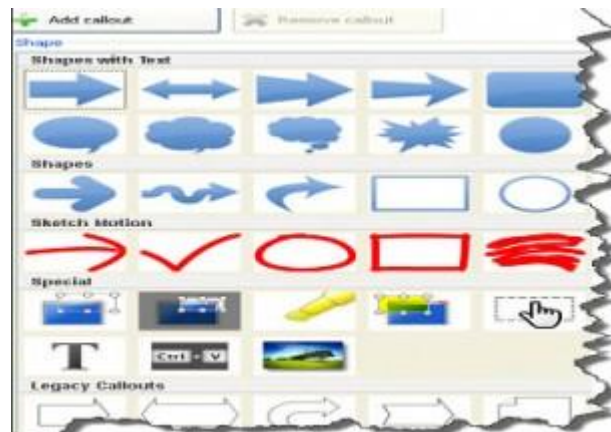 Add callout Remove callout
Shape
Shapes with Text
Shapes
Sketch Motion
Special
T Ctrl + V
Legacy Callouts